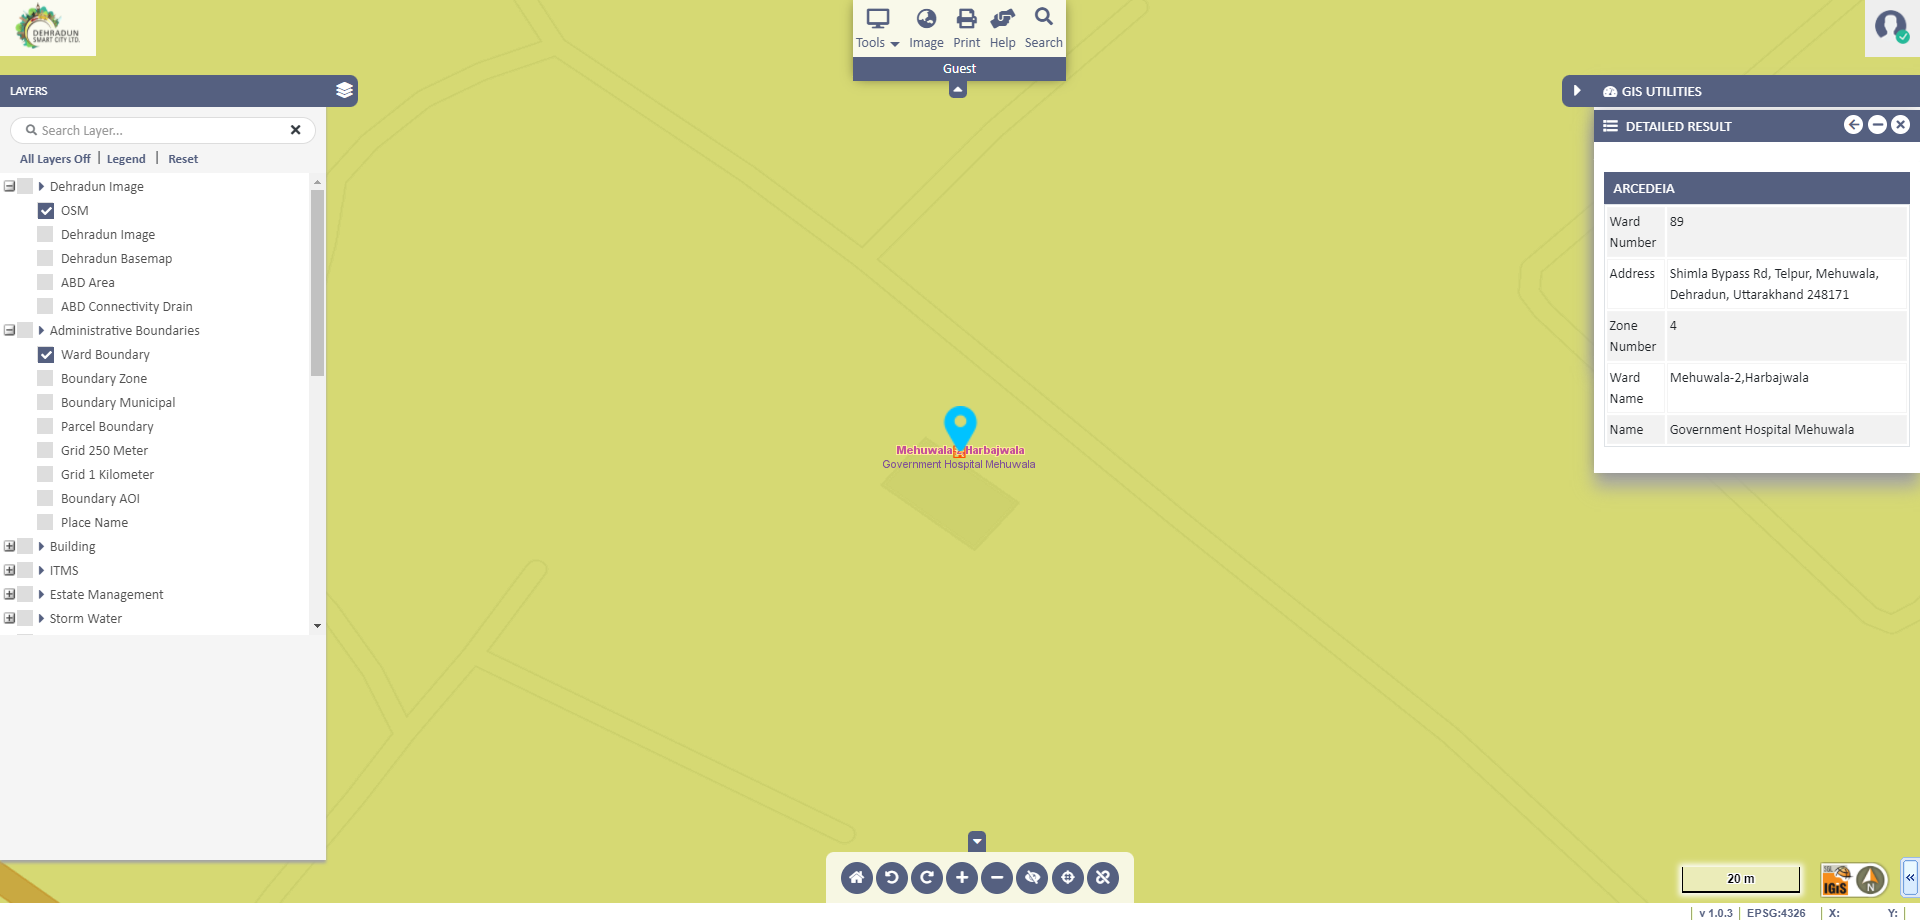 DEHRADUN
SMART CITY LTD.
Tools
Image
Print
Help
Search
Guest
LAYERS
Search Layer...
All Layers Off | Legend | Reset
Dehradun Image
OSM
Dehradun Image
Dehradun Basemap
ABD Area
ABD Connectivity Drain
Administrative Boundaries
Ward Boundary
Boundary Zone
Boundary Municipal
Parcel Boundary
Grid 250 Meter
Grid 1 Kilometer
Boundary AOI
Place Name
Building
ITMS
Estate Management
Storm Water
Mehuwala Harbajwala
Government Hospital Mehuwala
GIS UTILITIES
DETAILED RESULT
ARCEDEIA
Ward Number 89
Address Shimla Bypass Rd, Telpur, Mehuwala,
Dehradun, Uttarakhand 248171
Zone Number 4
Ward Name Mehuwala-2,Harbajwala
Name Government Hospital Mehuwala
20 m
IGiS
N
v 1.0.3 | EPSG:4326 | X: Y: